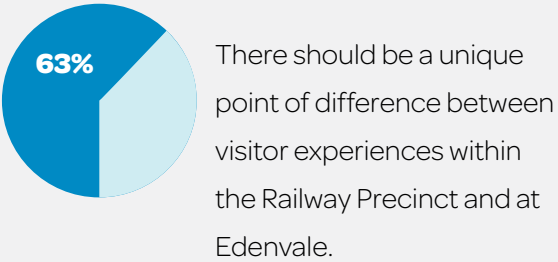 63%
There should be a unique
point of difference between
visitor experiences within
the Railway Precinct and at
Edenvale.